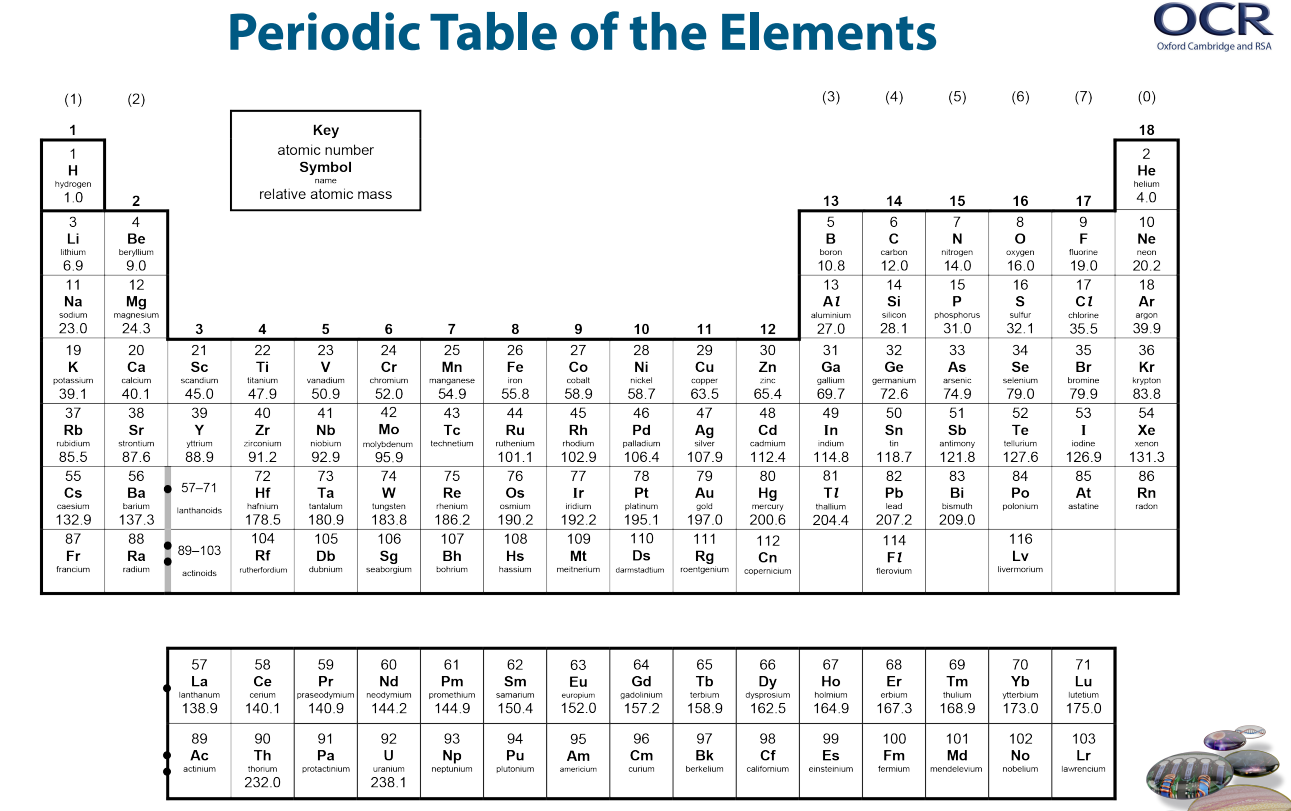 Periodic Table of the Elements
OCR
Oxford Cambridge and RSA
(1) (2) (3) (4) (5) (6) (7) (0)
1 18
Key
atomic number
Symbol
name
relative atomic mass
1 2
H He
hydrogen helium
1.0 4.0
2 13 14 15 16 17
3 4 5 6 7 8 9 10
Li Be B C N O F Ne
lithium beryllium boron carbon nitrogen oxygen fluorine neon
6.9 9.0 10.8 12.0 14.0 16.0 19.0 20.2
11 12 13 14 15 16 17 18
Na Mg Al Si P S Cl Ar
sodium magnesium aluminium silicon phosphorus sulfur chlorine argon
23.0 24.3 27.0 28.1 31.0 32.1 35.5 39.9
3 4 5 6 7 8 9 10 11 12
19 20 21 22 23 24 25 26 27 28 29 30 31 32 33 34 35 36
K Ca Sc Ti V Cr Mn Fe Co Ni Cu Zn Ga Ge As Se Br Kr
potassium calcium scandium titanium vanadium chromium manganese iron cobalt nickel copper zinc gallium germanium arsenic selenium bromine krypton
39.1 40.1 45.0 47.9 50.9 52.0 54.9 55.8 58.9 58.7 63.5 65.4 69.7 72.6 74.9 79.0 79.9 83.8
37 38 39 40 41 42 43 44 45 46 47 48 49 50 51 52 53 54
Rb Sr Y Zr Nb Mo Tc Ru Rh Pd Ag Cd In Sn Sb Te I Xe
rubidium strontium yttrium zirconium niobium molybdenum technetium ruthenium rhodium palladium silver cadmium indium tin antimony tellurium iodine xenon
85.5 87.6 88.9 91.2 92.9 95.9 101.1 102.9 106.4 107.9 112.4 114.8 118.7 121.8 127.6 126.9 131.3
55 56 57–71 72 73 74 75 76 77 78 79 80 81 82 83 84 85 86
Cs Ba Hf Ta W Re Os Ir Pt Au Hg Tl Pb Bi Po At Rn
caesium barium lanthanoids hafnium tantalum tungsten rhenium osmium iridium platinum gold mercury thallium lead bismuth polonium astatine radon
132.9 137.3 178.5 180.9 183.8 186.2 190.2 192.2 195.1 197.0 200.6 204.4 207.2 209.0
87 88 89–103 104 105 106 107 108 109 110 111 112 114 116
Fr Ra Rf Db Sg Bh Hs Mt Ds Rg Cn Fl Lv
francium radium actinoids rutherfordium dubnium seaborgium bohrium hassium meitnerium darmstadtium roentgenium copernicium flerovium livermorium
57 58 59 60 61 62 63 64 65 66 67 68 69 70 71
La Ce Pr Nd Pm Sm Eu Gd Tb Dy Ho Er Tm Yb Lu
lanthanum cerium praseodymium neodymium promethium samarium europium gadolinium terbium dysprosium holmium erbium thulium ytterbium lutetium
138.9 140.1 140.9 144.2 144.9 150.4 152.0 157.2 158.9 162.5 164.9 167.3 168.9 173.0 175.0
89 90 91 92 93 94 95 96 97 98 99 100 101 102 103
Ac Th Pa U Np Pu Am Cm Bk Cf Es Fm Md No Lr
actinium thorium protactinium uranium neptunium plutonium americium curium berkelium californium einsteinium fermium mendelevium nobelium lawrencium
232.0 238.1